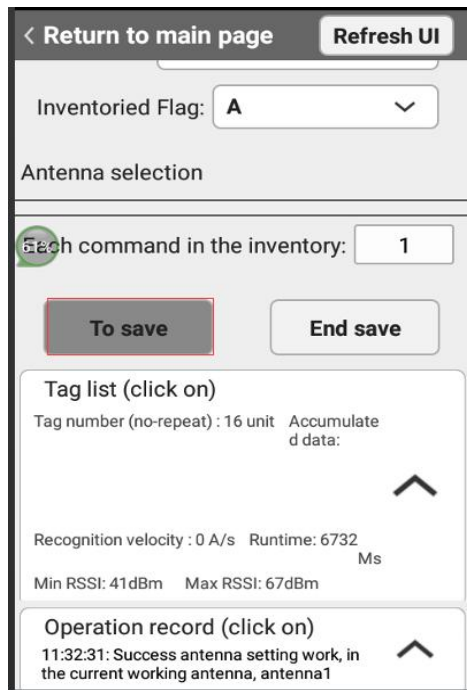 < Return to main page
Refresh UI
Inventoried Flag:
A
Antenna selection
61%
Each command in the inventory:
1
To save
End save
Tag list (click on)
Tag number (no-repeat) : 16 unit
Accumulate
d data:
Recognition velocity : 0 A/s
Runtime: 6732
Ms
Min RSSI: 41dBm
Max RSSI: 67dBm
Operation record (click on)
11:32:31: Success antenna setting work, in
the current working antenna, antenna1